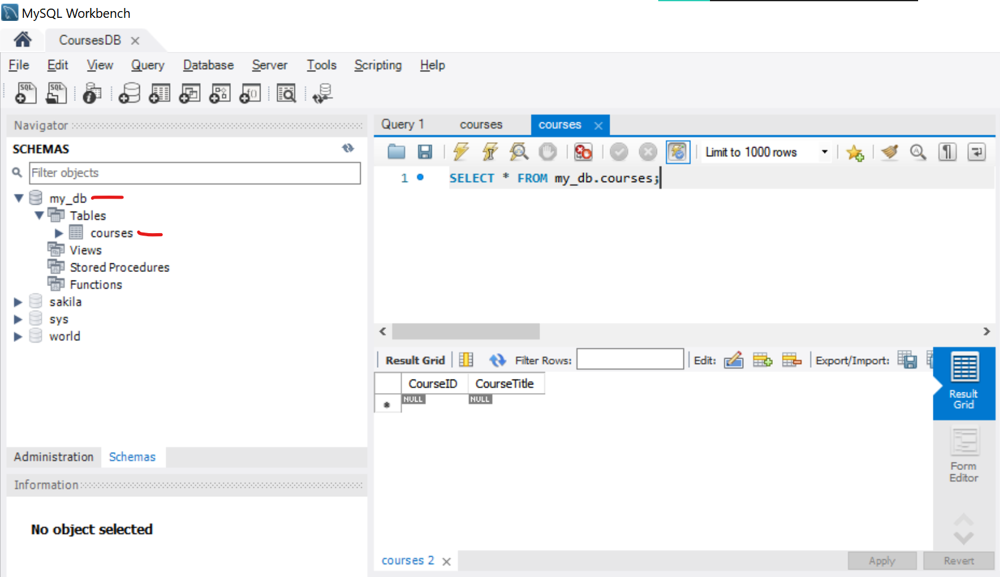 MySQL Workbench
CoursesDB
File Edit View Query Database Server Tools Scripting Help
Navigator
SCHEMAS
Filter objects
my_db
Tables
courses
Views
Stored Procedures
Functions
sakila
sys
world
Administration Schemas
Information
No object selected
Query 1 courses courses
Limit to 1000 rows
1 SELECT * FROM my_db.courses;
Result Grid Filter Rows: Edit: Export/Import:
CourseID CourseTitle
NULL NULL
Result
Grid
Form
Editor
courses 2
Apply Revert